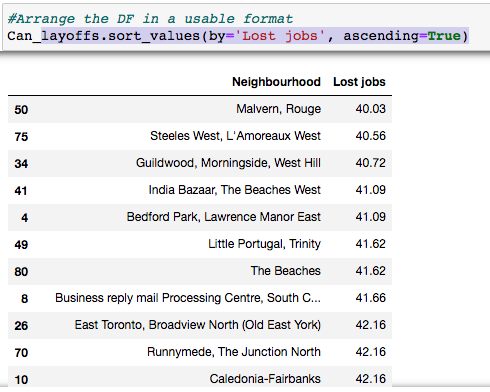 #Arrange the DF in a usable format
Can_layoffs.sort_values(by='Lost jobs', ascending=True)
Neighbourhood Lost jobs
50 Malvern, Rouge 40.03
75 Steeles West, L'Amoreaux West 40.56
34 Guildwood, Morningside, West Hill 40.72
41 India Bazaar, The Beaches West 41.09
4 Bedford Park, Lawrence Manor East 41.09
49 Little Portugal, Trinity 41.62
80 The Beaches 41.62
8 Business reply mail Processing Centre, South C... 41.66
26 East Toronto, Broadview North (Old East York) 42.16
70 Runnymede, The Junction North 42.16
10 Caledonia-Fairbanks 42.16